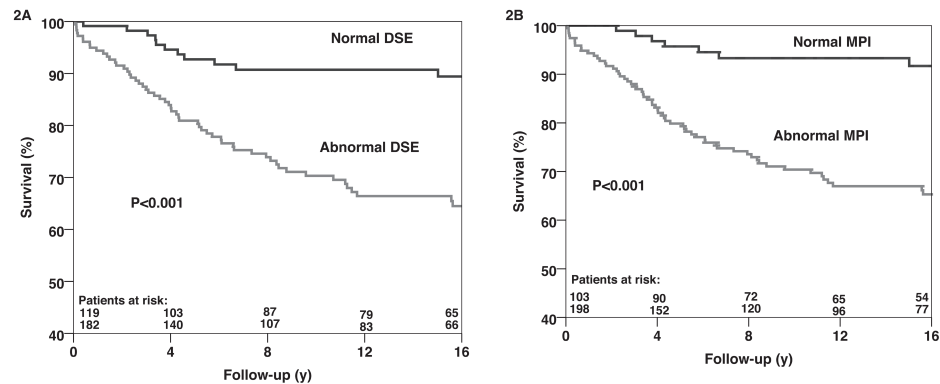 2A
100
90
80
70
60
50
40
Survival (%)
Normal DSE
Abnormal DSE
P<0.001
Patients at risk:
119 103 87 79 65
182 140 107 83 66
0 4 8 12 16
Follow-up (y)
2B
100
90
80
70
60
50
40
Survival (%)
Normal MPI
Abnormal MPI
P<0.001
Patients at risk:
103 90 72 65 54
198 152 120 96 77
0 4 8 12 16
Follow-up (y)